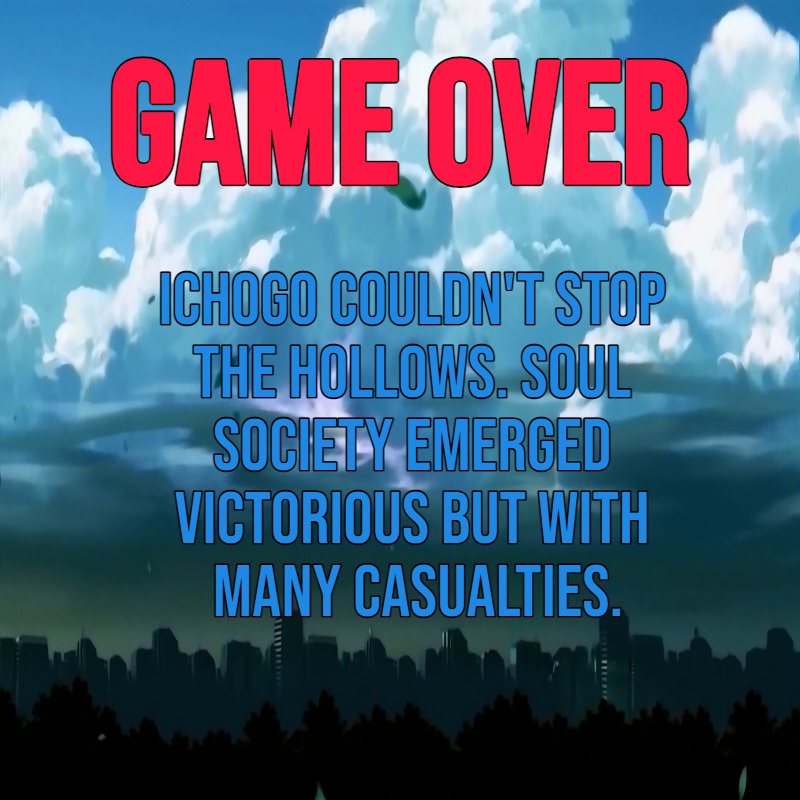 GAME OVER
ICHOGO COULDN'T STOP
THE HOLLOWS. SOUL
SOCIETY EMERGED
VICTORIOUS BUT WITH
MANY CASUALTIES.